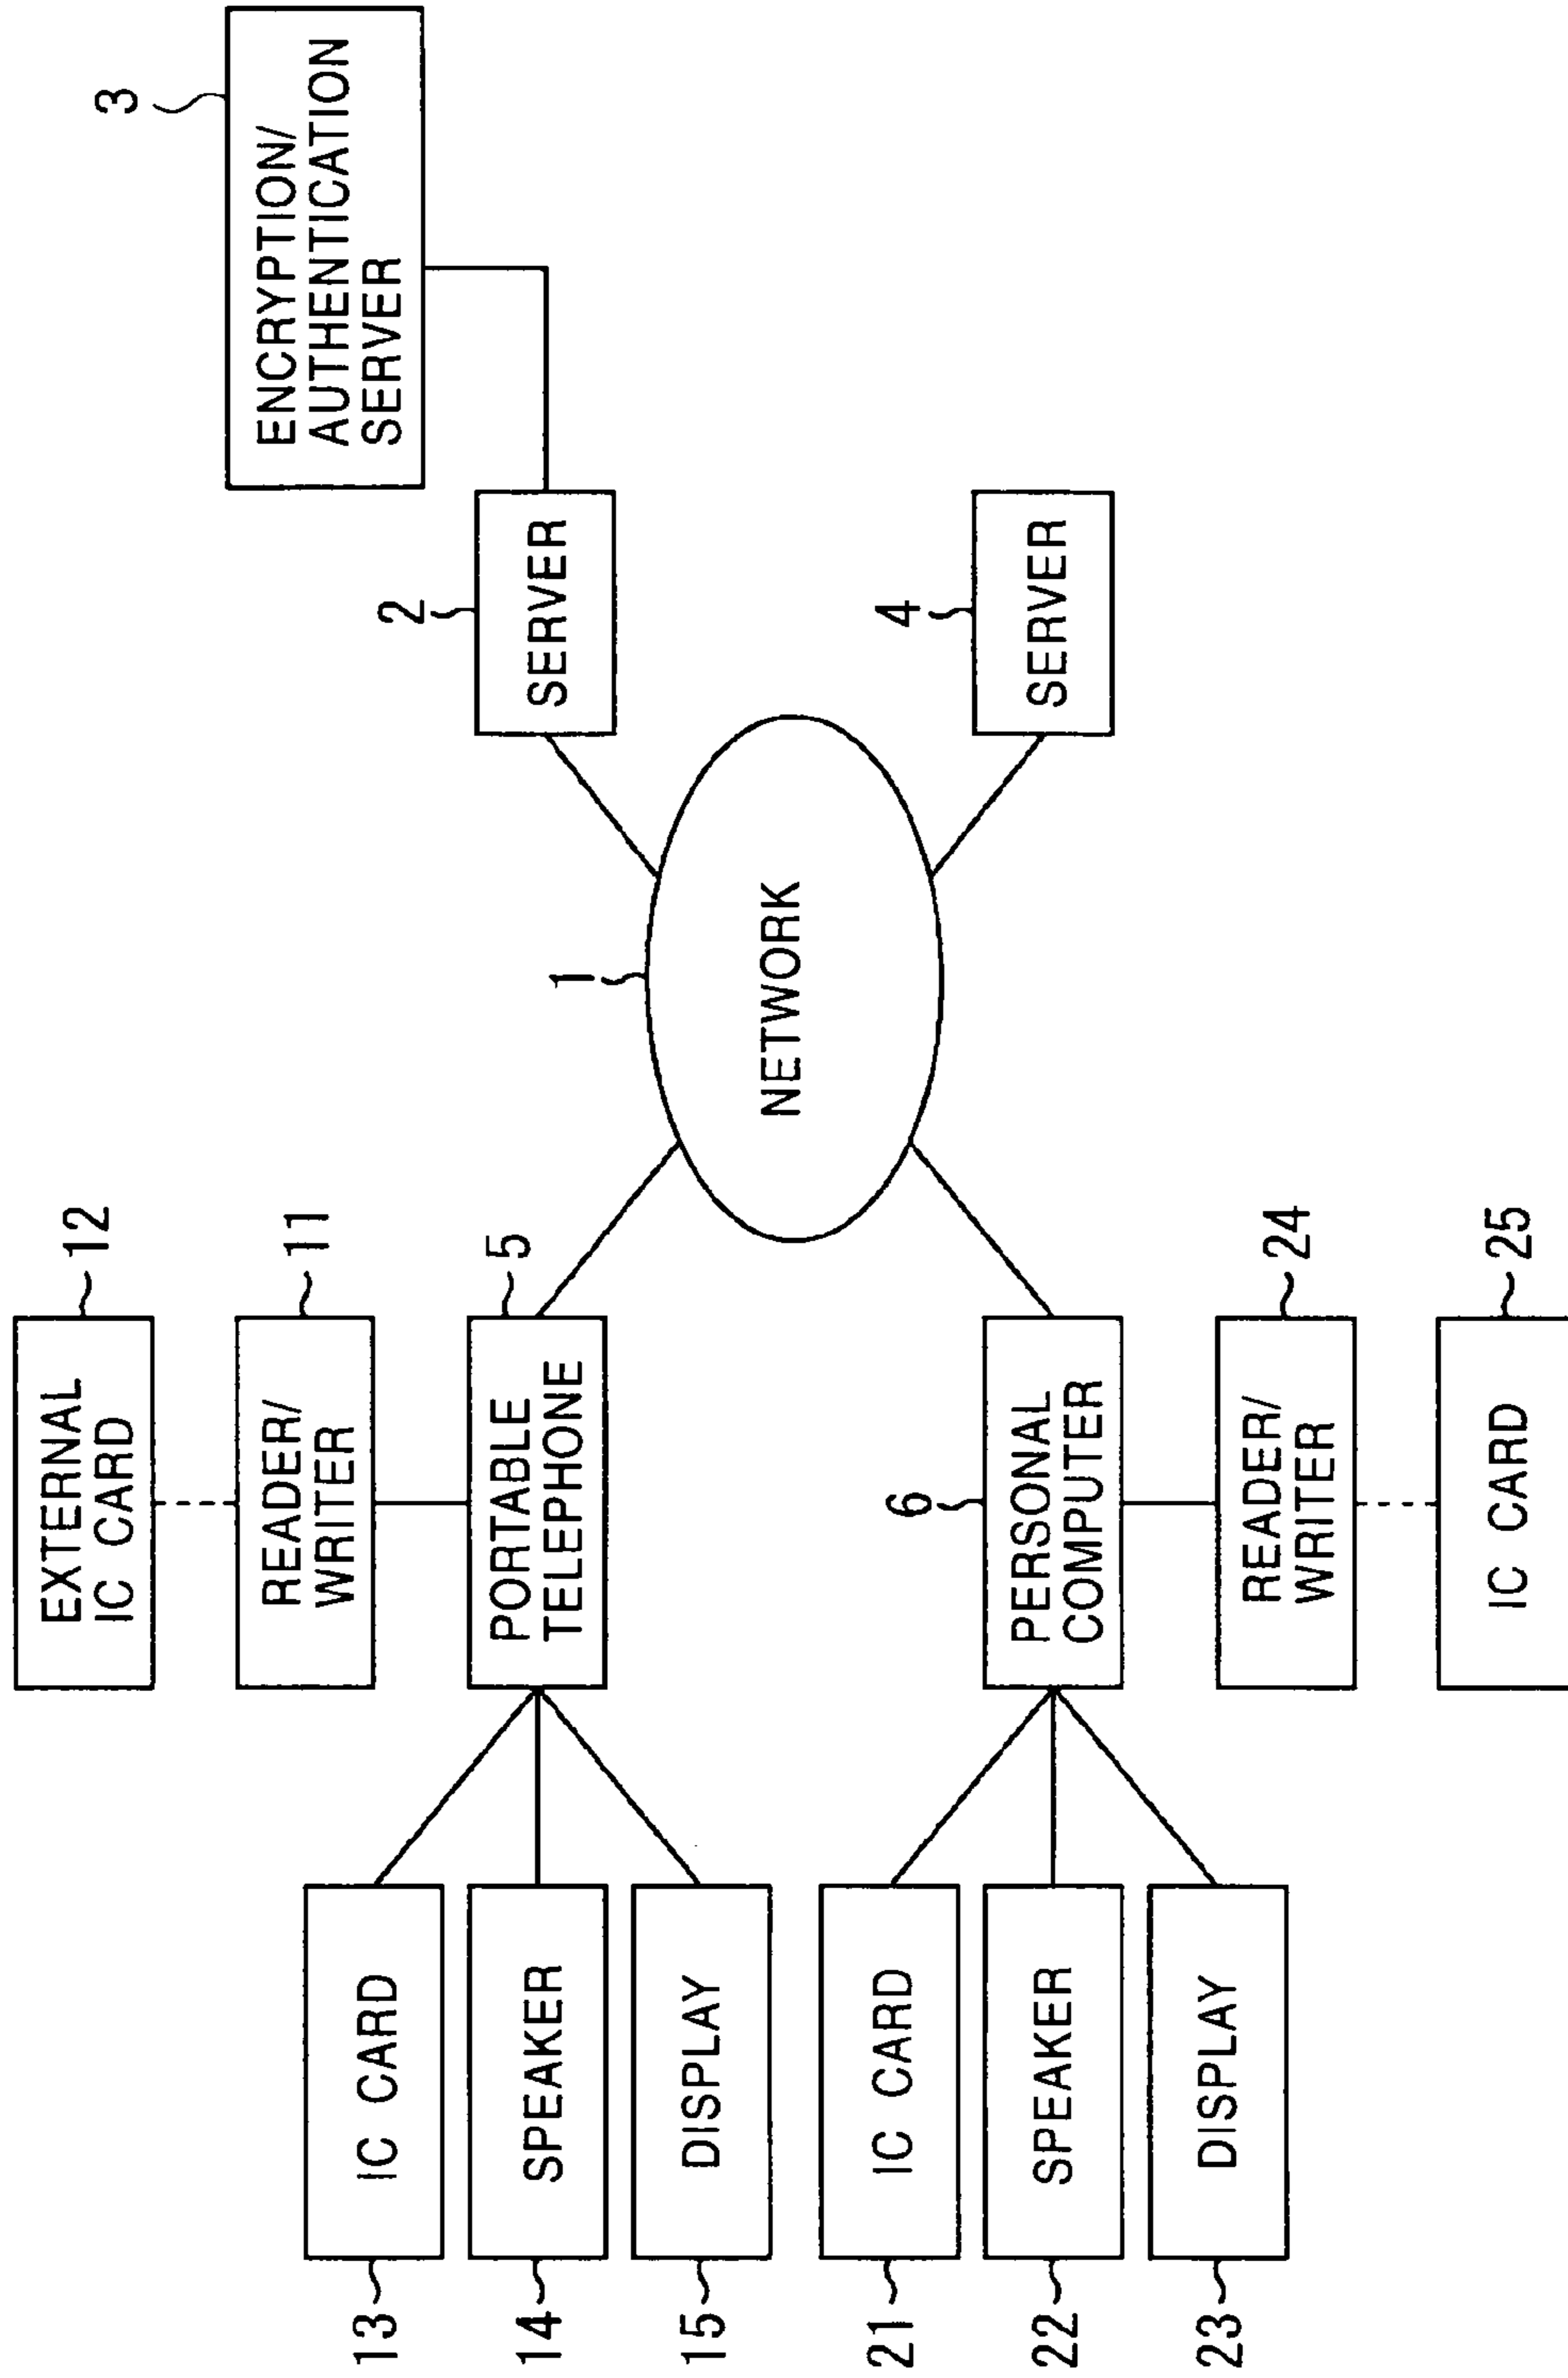 3
ENCRYPTION/
AUTHENTICATION
SERVER
12
EXTERNAL
IC CARD
11
READER/
WRITER
2
SERVER
13
IC CARD
5
PORTABLE
TELEPHONE
14
SPEAKER
15
DISPLAY
1
NETWORK
4
SERVER
21
IC CARD
6
PERSONAL
COMPUTER
22
SPEAKER
23
DISPLAY
24
READER/
WRITER
25
IC CARD